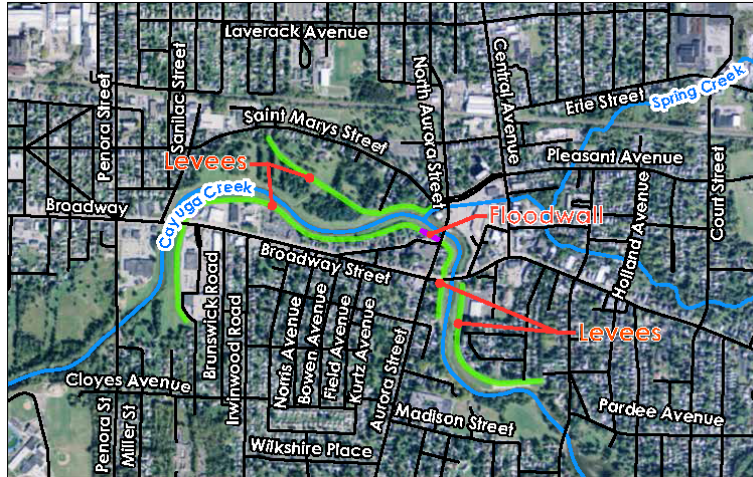 Laverack Avenue
North Aurora Street
Central Avenue
Penora Street
Sanilac Street
Erie Street
Spring Creek
Saint Marys Street
Levees
Pleasant Avenue
Court Street
Cayuga Creek
Broadway
Floodwall
Holland Avenue
Broadway Street
Brunswick Road
Irwinwood Road
Norris Avenue
Bowen Avenue
Field Avenue
Kurtz Avenue
Aurora Street
Levees
Cloyes Avenue
Penora St
Miller St
Madison Street
Pardee Avenue
Wilkshire Place